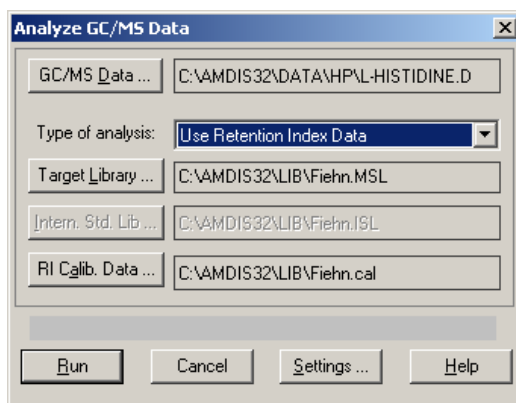 Analyze GC/MS Data
GC/MS Data ... C:\AMDIS32\DATA\HP\L-HISTIDINE.D
Type of analysis: Use Retention Index Data
Target Library ... C:\AMDIS32\LIB\Fiehn.MSL
Intern. Std. Lib ... C:\AMDIS32\LIB\Fiehn.ISL
RI Calib. Data ... C:\AMDIS32\LIB\Fiehn.cal
Run Cancel Settings ... Help